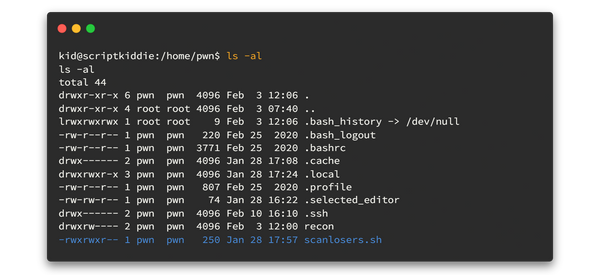 kid@scriptkiddie:/home/pwn$ ls -al
ls -al
total 44
drwxr-xr-x 6 pwn  pwn  4096 Feb  3 12:06 .
drwxr-xr-x 4 root root 4096 Feb  3 07:40 ..
lrwxrwxrwx 1 root root    9 Feb  3 12:06 .bash_history -> /dev/null
-rw-r--r-- 1 pwn  pwn   220 Feb 25  2020 .bash_logout
-rw-r--r-- 1 pwn  pwn  3771 Feb 25  2020 .bashrc
drwx------ 2 pwn  pwn  4096 Jan 28 17:08 .cache
drwxrwxr-x 3 pwn  pwn  4096 Jan 28 17:24 .local
-rw-r--r-- 1 pwn  pwn   807 Feb 25  2020 .profile
-rw-rw-r-- 1 pwn  pwn    74 Jan 28 16:22 .selected_editor
drwx------ 2 pwn  pwn  4096 Feb 10 16:10 .ssh
drwxrw---- 2 pwn  pwn  4096 Feb  3 12:00 recon
-rwxrwxr-- 1 pwn  pwn   250 Jan 28 17:57 scanlosers.sh